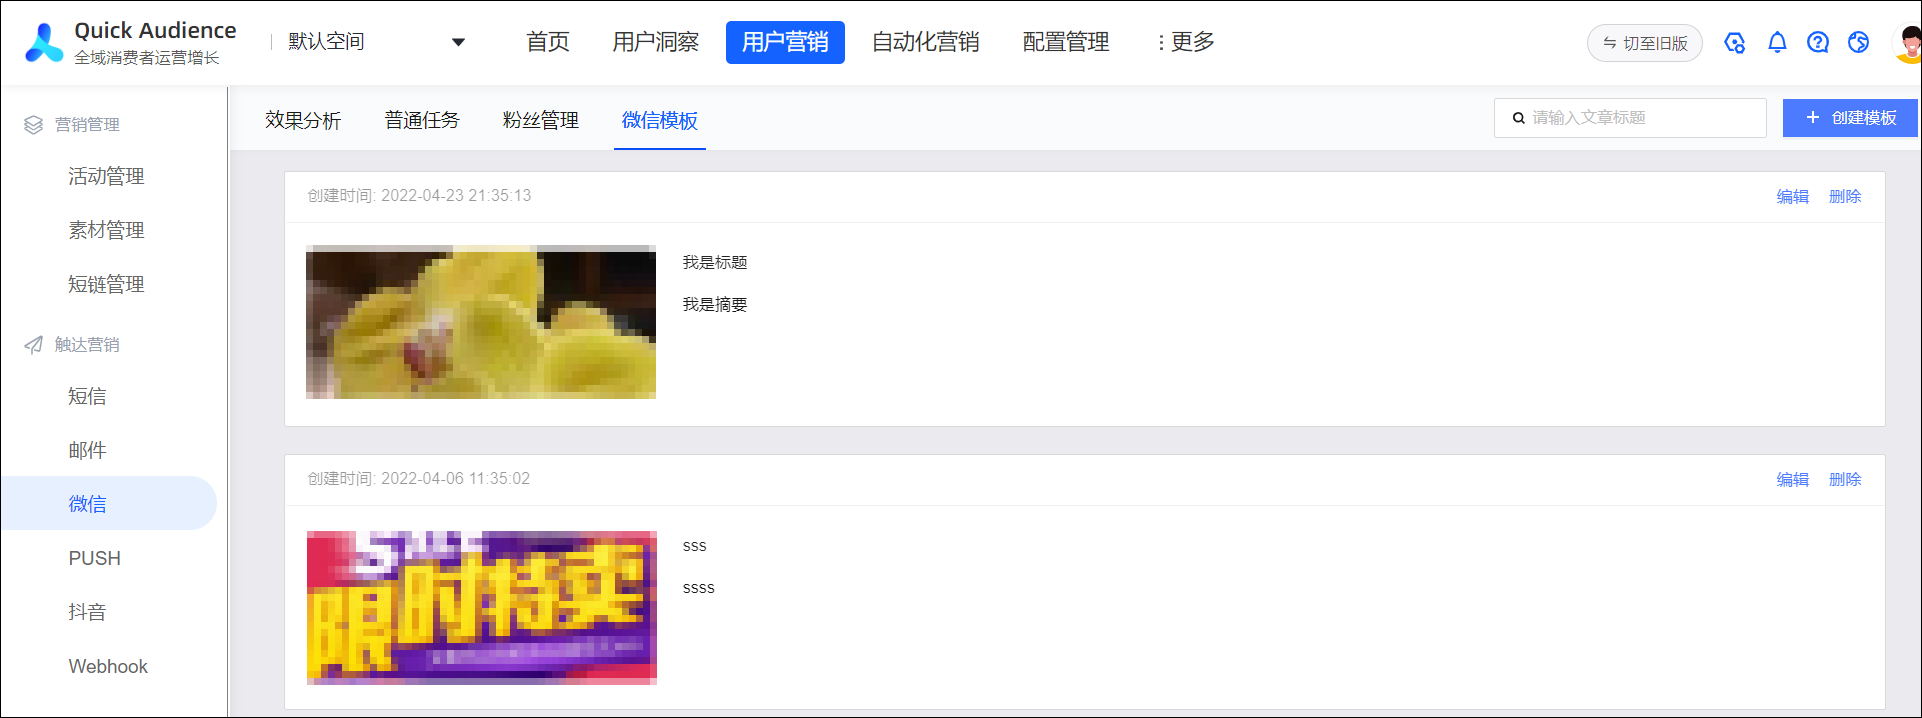 Quick Audience
全域消费者运营增长
默认空间
首页
用户洞察
用户营销
自动化营销
配置管理
更多
切至旧版
营销管理
活动管理
素材管理
短链管理
触达营销
短信
邮件
微信
PUSH
抖音
Webhook
效果分析
普通任务
粉丝管理
微信模板
请输入文章标题
+ 创建模板
创建时间: 2022-04-23 21:35:13
编辑
删除
我是标题
我是摘要
创建时间: 2022-04-06 11:35:02
编辑
删除
限时特卖
sss
ssss